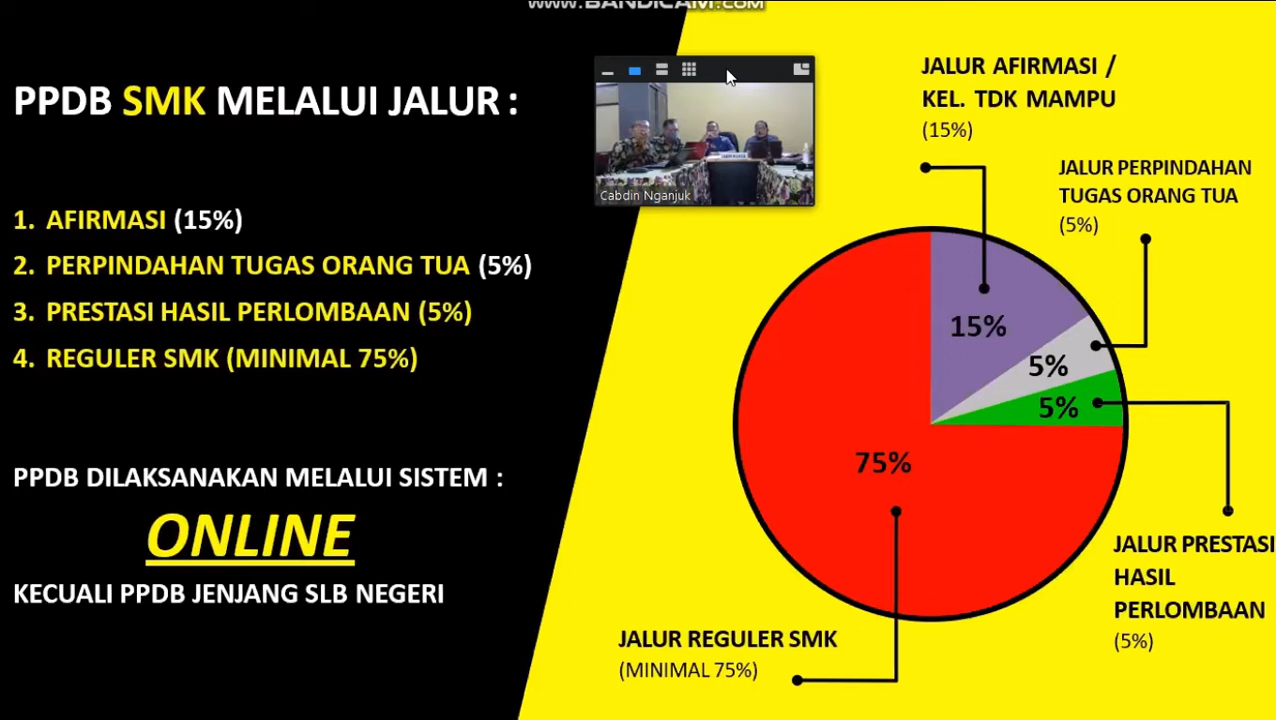 www.BANDICAM.com
PPDB SMK MELALUI JALUR :
1. AFIRMASI (15%)
2. PERPINDAHAN TUGAS ORANG TUA (5%)
3. PRESTASI HASIL PERLOMBAAN (5%)
4. REGULER SMK (MINIMAL 75%)
PPDB DILAKSANAKAN MELALUI SISTEM :
ONLINE
KECUALI PPDB JENJANG SLB NEGERI
Cabdin Nganjuk
JALUR AFIRMASI /
KEL. TDK MAMPU
(15%)
JALUR PERPINDAHAN
TUGAS ORANG TUA
(5%)
15%
5%
5%
75%
JALUR PRESTASI
HASIL
PERLOMBAAN
(5%)
JALUR REGULER SMK
(MINIMAL 75%)